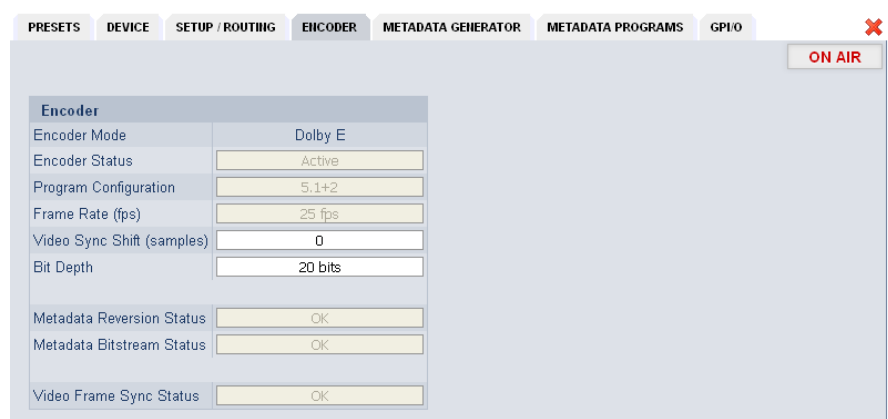 PRESETS DEVICE SETUP / ROUTING ENCODER METADATA GENERATOR METADATA PROGRAMS GPI/O
ON AIR
Encoder
Encoder Mode Dolby E
Encoder Status Active
Program Configuration 5.1+2
Frame Rate (fps) 25 fps
Video Sync Shift (samples) 0
Bit Depth 20 bits
Metadata Reversion Status OK
Metadata Bitstream Status OK
Video Frame Sync Status OK